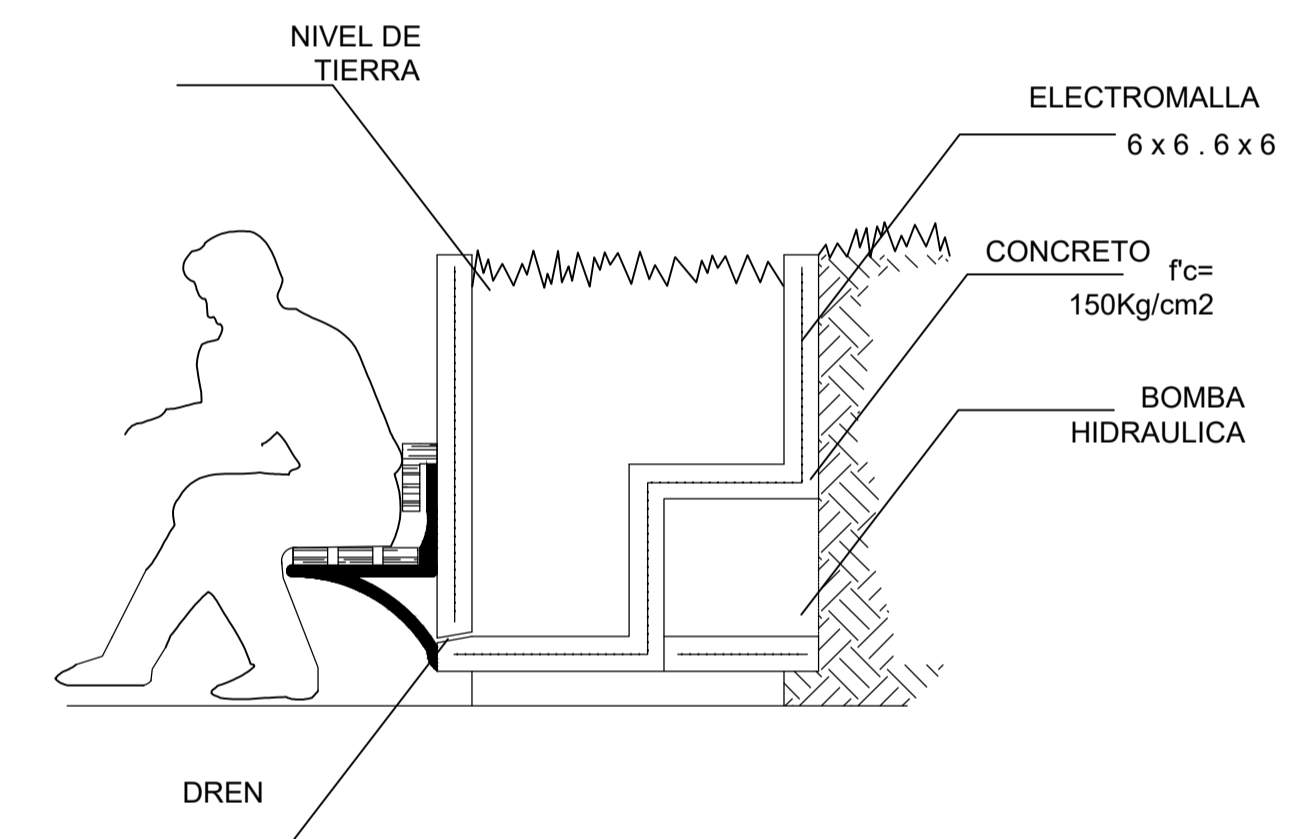 NIVEL DE
TIERRA
ELECTROMALLA
6 x 6 . 6 x 6
CONCRETO
f'c=
150Kg/cm2
BOMBA
HIDRAULICA
DREN